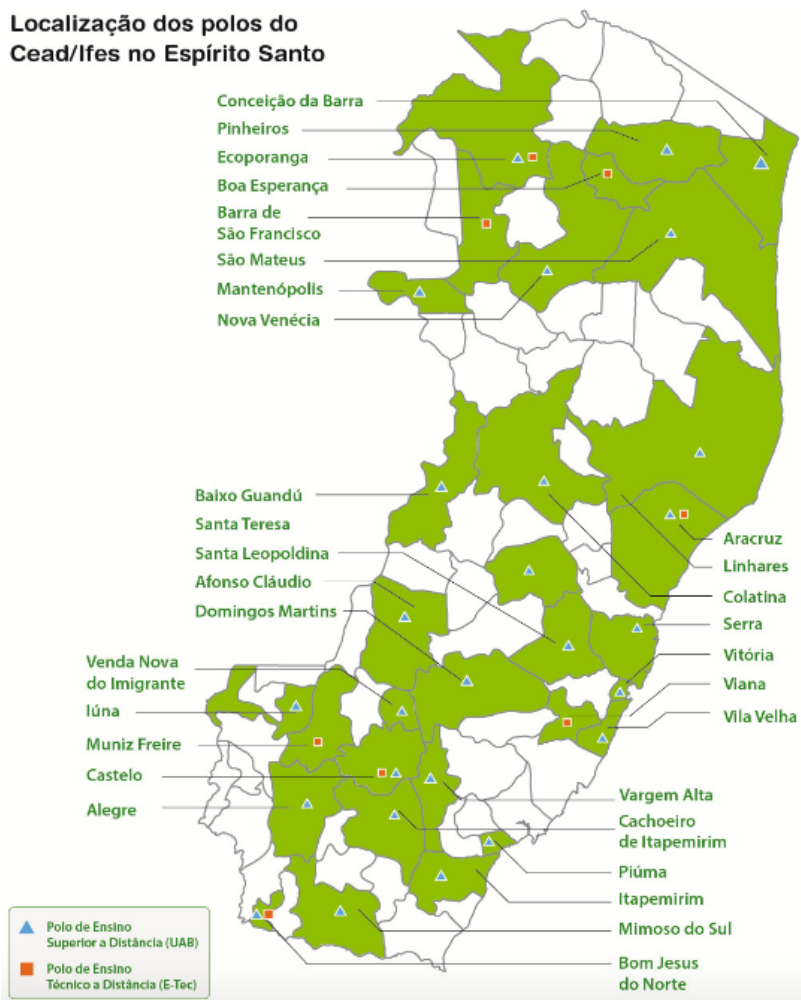 Localização dos polos do
Cead/Ifes no Espírito Santo
Conceição da Barra
Pinheiros
Ecoporanga
Boa Esperança
Barra de
São Francisco
São Mateus
Mantenópolis
Nova Venécia
Baixo Guandú
Santa Teresa
Santa Leopoldina
Afonso Cláudio
Domingos Martins
Venda Nova
do Imigrante
Iúna
Muniz Freire
Castelo
Alegre
Aracruz
Linhares
Colatina
Serra
Vitória
Viana
Vila Velha
Vargem Alta
Cachoeiro
de Itapemirim
Piúma
Itapemirim
Mimoso do Sul
Bom Jesus
do Norte
Polo de Ensino
Superior a Distância (UAB)
Polo de Ensino
Técnico a Distância (E-Tec)